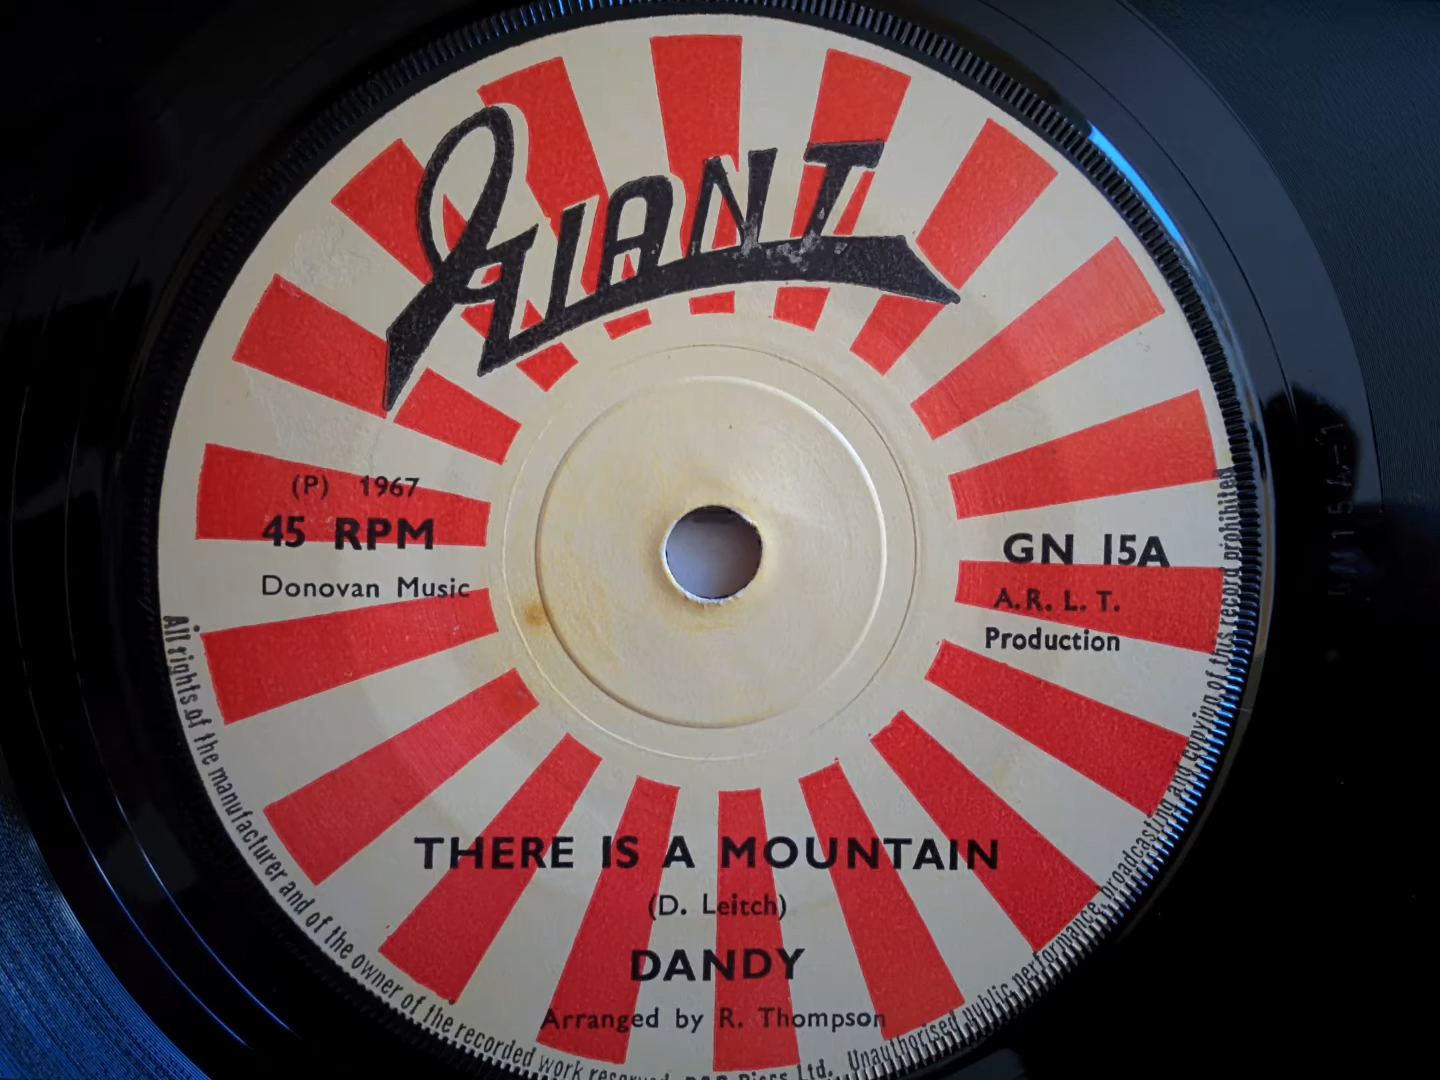 GIANT
(P) 1967
45 RPM
Donovan Music
GN 15A
A.R.L.T.
Production
THERE IS A MOUNTAIN
(D. Leitch)
DANDY
Arranged by R. Thompson
All rights of the manufacturer and of the owner of the recorded work reserved. Discs Ltd. Unauthorised public performance broadcasting and copying of this record prohibited